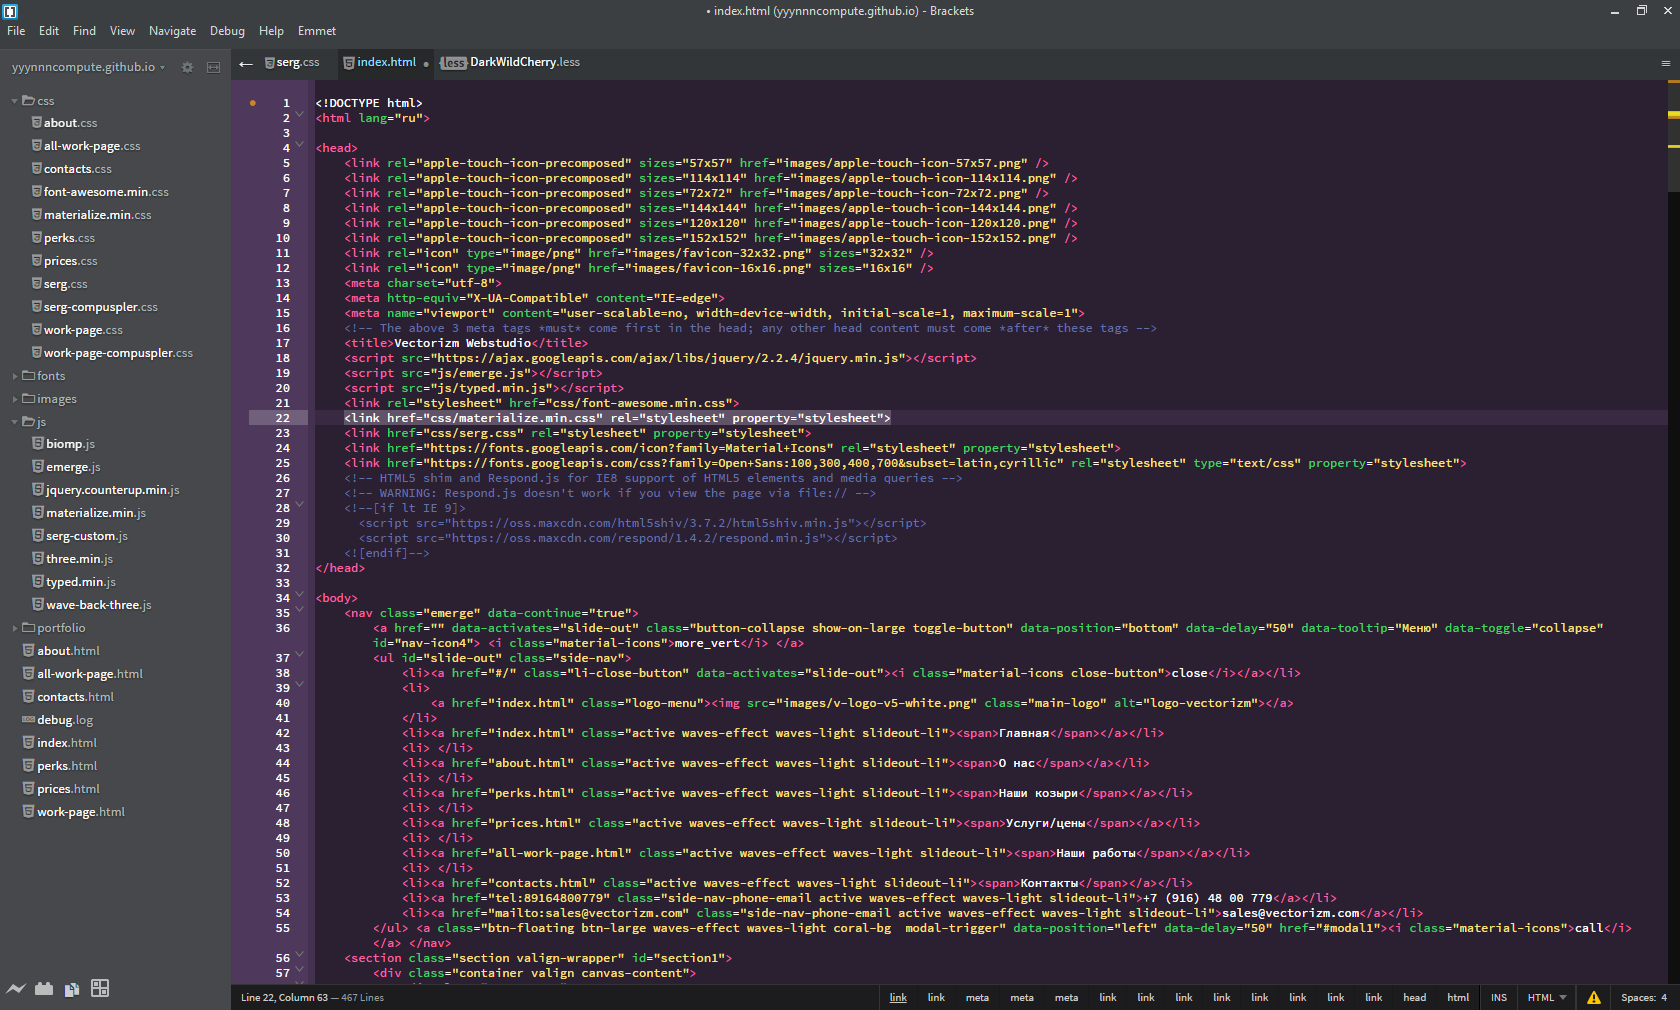 • index.html (yyynnncompute.github.io) - Brackets
File Edit Find View Navigate Debug Help Emmet
yyynnncompute.github.io
css
about.css
all-work-page.css
contacts.css
font-awesome.min.css
materialize.min.css
perks.css
prices.css
serg.css
serg-compuspler.css
work-page.css
work-page-compuspler.css
fonts
images
js
biomp.js
emerge.js
jquery.counterup.min.js
materialize.min.js
serg-custom.js
three.min.js
typed.min.js
wave-back-three.js
portfolio
about.html
all-work-page.html
contacts.html
debug.log
index.html
perks.html
prices.html
work-page.html
serg.css index.html • less DarkWildCherry.less
1 <!DOCTYPE html>
2 <html lang="ru">
3
4 <head>
5 <link rel="apple-touch-icon-precomposed" sizes="57x57" href="images/apple-touch-icon-57x57.png" />
6 <link rel="apple-touch-icon-precomposed" sizes="114x114" href="images/apple-touch-icon-114x114.png" />
7 <link rel="apple-touch-icon-precomposed" sizes="72x72" href="images/apple-touch-icon-72x72.png" />
8 <link rel="apple-touch-icon-precomposed" sizes="144x144" href="images/apple-touch-icon-144x144.png" />
9 <link rel="apple-touch-icon-precomposed" sizes="120x120" href="images/apple-touch-icon-120x120.png" />
10 <link rel="apple-touch-icon-precomposed" sizes="152x152" href="images/apple-touch-icon-152x152.png" />
11 <link rel="icon" type="image/png" href="images/favicon-32x32.png" sizes="32x32" />
12 <link rel="icon" type="image/png" href="images/favicon-16x16.png" sizes="16x16" />
13 <meta charset="utf-8">
14 <meta http-equiv="X-UA-Compatible" content="IE=edge">
15 <meta name="viewport" content="user-scalable=no, width=device-width, initial-scale=1, maximum-scale=1">
16 <!-- The above 3 meta tags *must* come first in the head; any other head content must come *after* these tags -->
17 <title>Vectorizm Webstudio</title>
18 <script src="https://ajax.googleapis.com/ajax/libs/jquery/2.2.4/jquery.min.js"></script>
19 <script src="js/emerge.js"></script>
20 <script src="js/typed.min.js"></script>
21 <link rel="stylesheet" href="css/font-awesome.min.css">
22 <link href="css/materialize.min.css" rel="stylesheet" property="stylesheet">
23 <link href="css/serg.css" rel="stylesheet" property="stylesheet">
24 <link href="https://fonts.googleapis.com/icon?family=Material+Icons" rel="stylesheet" property="stylesheet">
25 <link href="https://fonts.googleapis.com/css?family=Open+Sans:100,300,400,700&subset=latin,cyrillic" rel="stylesheet" type="text/css" property="stylesheet">
26 <!-- HTML5 shim and Respond.js for IE8 support of HTML5 elements and media queries -->
27 <!-- WARNING: Respond.js doesn't work if you view the page via file:// -->
28 <!--[if lt IE 9]>
29 <script src="https://oss.maxcdn.com/html5shiv/3.7.2/html5shiv.min.js"></script>
30 <script src="https://oss.maxcdn.com/respond/1.4.2/respond.min.js"></script>
31 <![endif]-->
32 </head>
33
34 <body>
35 <nav class="emerge" data-continue="true">
36 <a href="" data-activates="slide-out" class="button-collapse show-on-large toggle-button" data-position="bottom" data-delay="50" data-tooltip="Меню" data-toggle="collapse"
id="nav-icon4"> <i class="material-icons">more_vert</i> </a>
37 <ul id="slide-out" class="side-nav">
38 <li><a href="#/" class="li-close-button" data-activates="slide-out"><i class="material-icons close-button">close</i></a></li>
39 <li>
40 <a href="index.html" class="logo-menu"><img src="images/v-logo-v5-white.png" class="main-logo" alt="logo-vectorizm"></a>
41 </li>
42 <li><a href="index.html" class="active waves-effect waves-light slideout-li"><span>Главная</span></a></li>
43 <li> </li>
44 <li><a href="about.html" class="active waves-effect waves-light slideout-li"><span>О нас</span></a></li>
45 <li> </li>
46 <li><a href="perks.html" class="active waves-effect waves-light slideout-li"><span>Наши козыри</span></a></li>
47 <li> </li>
48 <li><a href="prices.html" class="active waves-effect waves-light slideout-li"><span>Услуги/цены</span></a></li>
49 <li> </li>
50 <li><a href="all-work-page.html" class="active waves-effect waves-light slideout-li"><span>Наши работы</span></a></li>
51 <li> </li>
52 <li><a href="contacts.html" class="active waves-effect waves-light slideout-li"><span>Контакты</span></a></li>
53 <li><a href="tel:89164800779" class="side-nav-phone-email active waves-effect waves-light slideout-li">+7 (916) 48 00 779</a></li>
54 <li><a href="mailto:sales@vectorizm.com" class="side-nav-phone-email active waves-effect waves-light slideout-li">sales@vectorizm.com</a></li>
55 </ul> <a class="btn-floating btn-large waves-effect waves-light coral-bg  modal-trigger" data-position="left" data-delay="50" href="#modal1"><i class="material-icons">call</i>
</a> </nav>
56 <section class="section valign-wrapper" id="section1">
57 <div class="container valign canvas-content">
Line 22, Column 63 — 467 Lines
link link meta meta meta link link link link link link link link head html INS HTML Spaces: 4